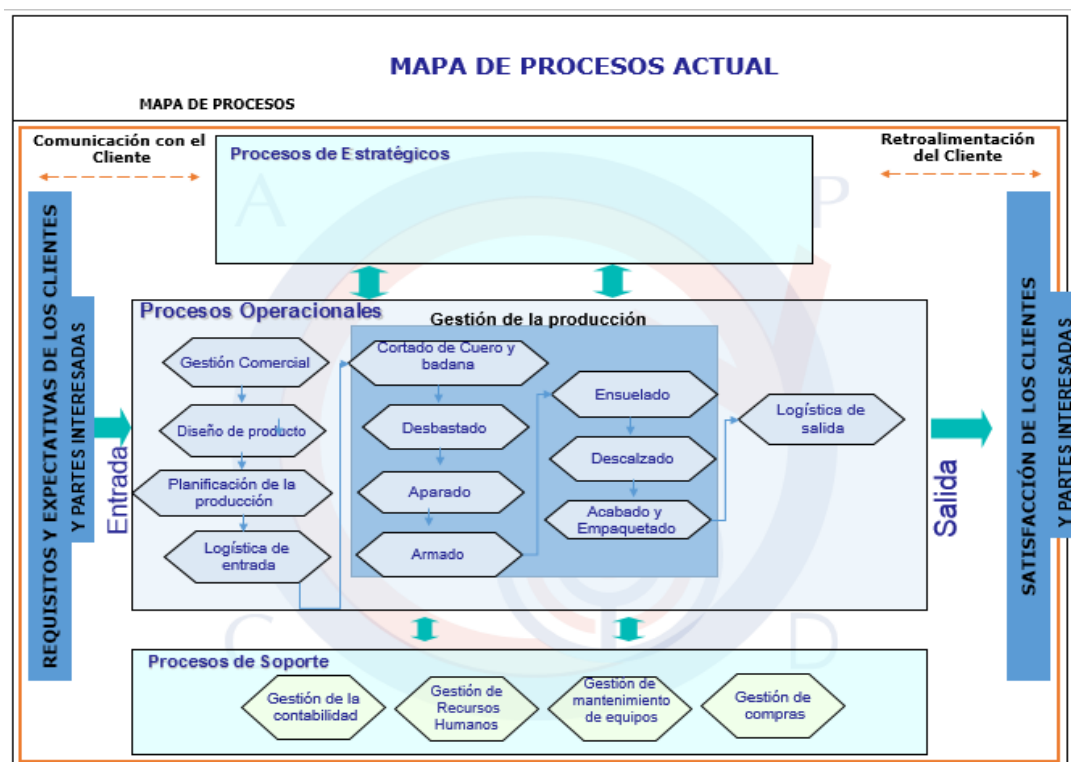 MAPA DE PROCESOS ACTUAL
MAPA DE PROCESOS
Comunicación con el
Cliente
Procesos de Estratégicos
Retroalimentación
del Cliente
A
P
REQUISITOS Y EXPECTATIVAS DE LOS CLIENTES
Y PARTES INTERESADAS
Entrada
Procesos Operacionales
Gestión Comercial
Diseño de producto
Planificación de la
producción
Logística de
entrada
Gestión de la producción
Cortado de Cuero y
badana
Desbastado
Aparado
Armado
Ensuelado
Descalzado
Acabado y
Empaquetado
Logística de
salida
Salida
SATISFACCIÓN DE LOS CLIENTES
Y PARTES INTERESADAS
C
D
Procesos de Soporte
Gestión de la
contabilidad
Gestión de
Recursos
Humanos
Gestión de
mantenimiento
de equipos
Gestión de
compras